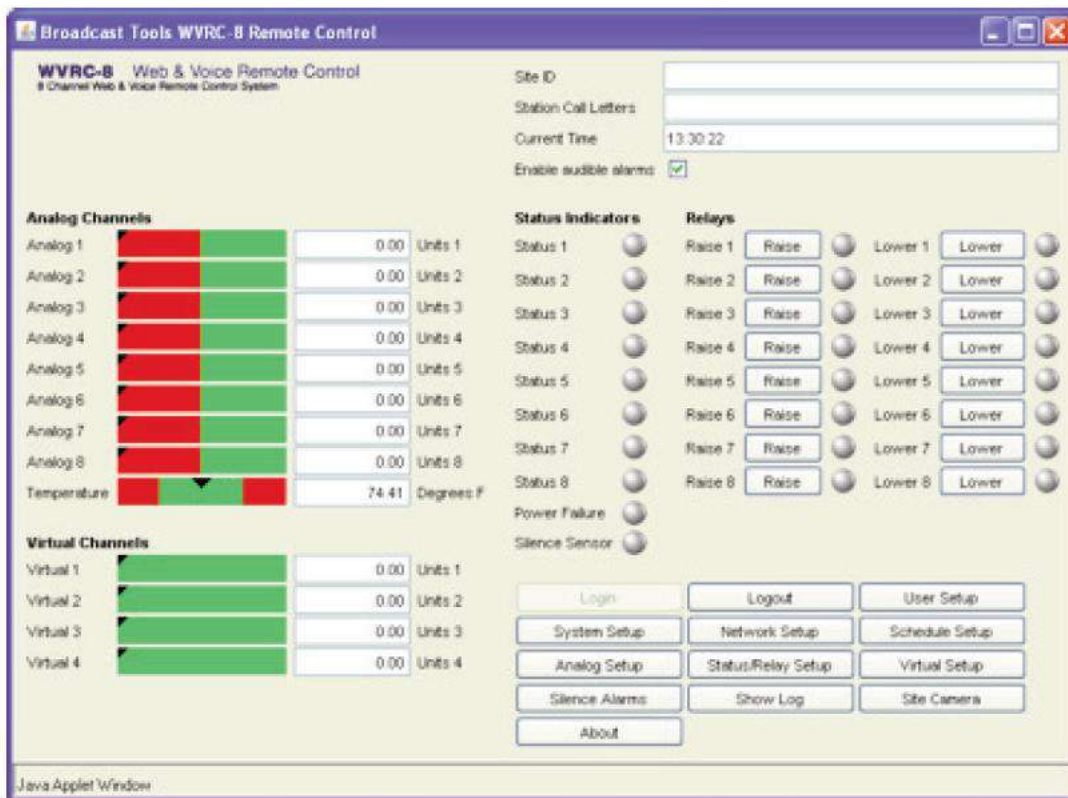 Broadcast Tools WVRC-8 Remote Control
WVRC-8 Web & Voice Remote Control
8 Channel Web & Voice Remote Control System
Site ID
Station Call Letters
Current Time 13:30:22
Enable audible alarms
Analog Channels
Analog 1 0.00 Units 1
Analog 2 0.00 Units 2
Analog 3 0.00 Units 3
Analog 4 0.00 Units 4
Analog 5 0.00 Units 5
Analog 6 0.00 Units 6
Analog 7 0.00 Units 7
Analog 8 0.00 Units 8
Temperature 74.41 Degrees F
Virtual Channels
Virtual 1 0.00 Units 1
Virtual 2 0.00 Units 2
Virtual 3 0.00 Units 3
Virtual 4 0.00 Units 4
Status Indicators
Status 1
Status 2
Status 3
Status 4
Status 5
Status 6
Status 7
Status 8
Power Failure
Silence Sensor
Relays
Raise 1 Raise Lower 1 Lower
Raise 2 Raise Lower 2 Lower
Raise 3 Raise Lower 3 Lower
Raise 4 Raise Lower 4 Lower
Raise 5 Raise Lower 5 Lower
Raise 6 Raise Lower 6 Lower
Raise 7 Raise Lower 7 Lower
Raise 8 Raise Lower 8 Lower
Login Logout User Setup
System Setup Network Setup Schedule Setup
Analog Setup Status/Relay Setup Virtual Setup
Silence Alarms Show Log Site Camera
About
Java Applet Window